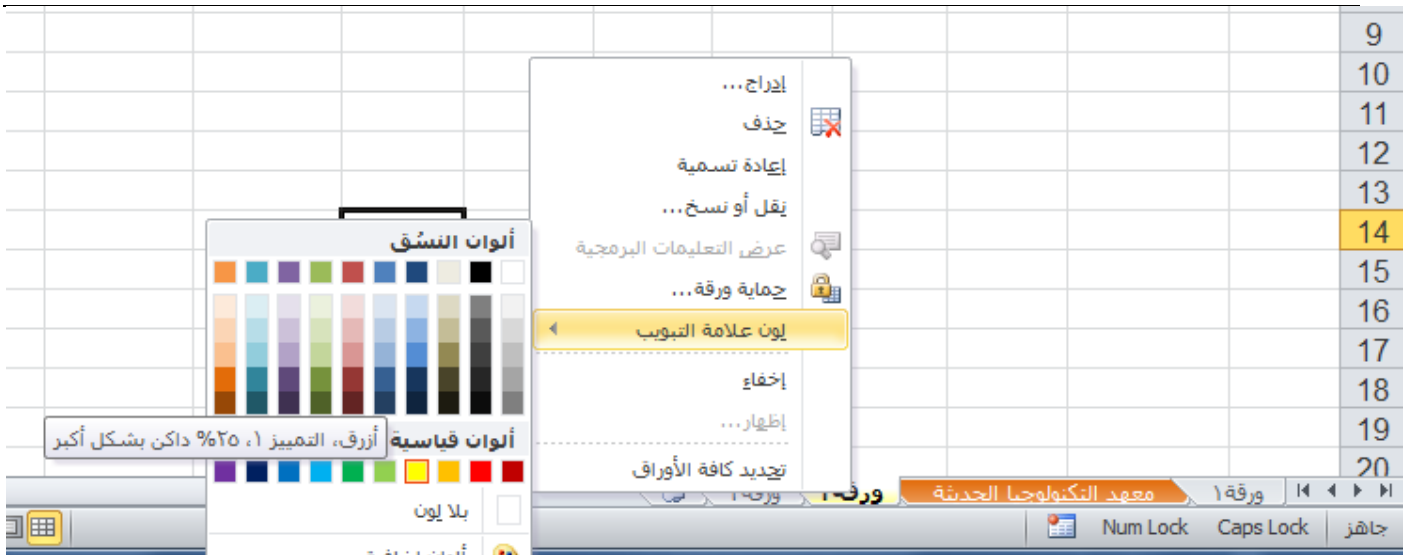 9
10
11
12
13
14
15
16
17
18
19
20
إدراج...
حذف
إعادة تسمية
نقل أو نسخ...
عرض التعليمات البرمجية
حماية ورقة...
لون علامة التبويب
إخفاء
إظهار...
تحديد كافة الأوراق
ألوان النسُق
ألوان قياسية
أزرق، التمييز ١، ٢٥% داكن بشكل أكبر
بلا لون
ورقة١
معهد التكنولوجيا الحديثة
جاهز
Caps Lock
Num Lock